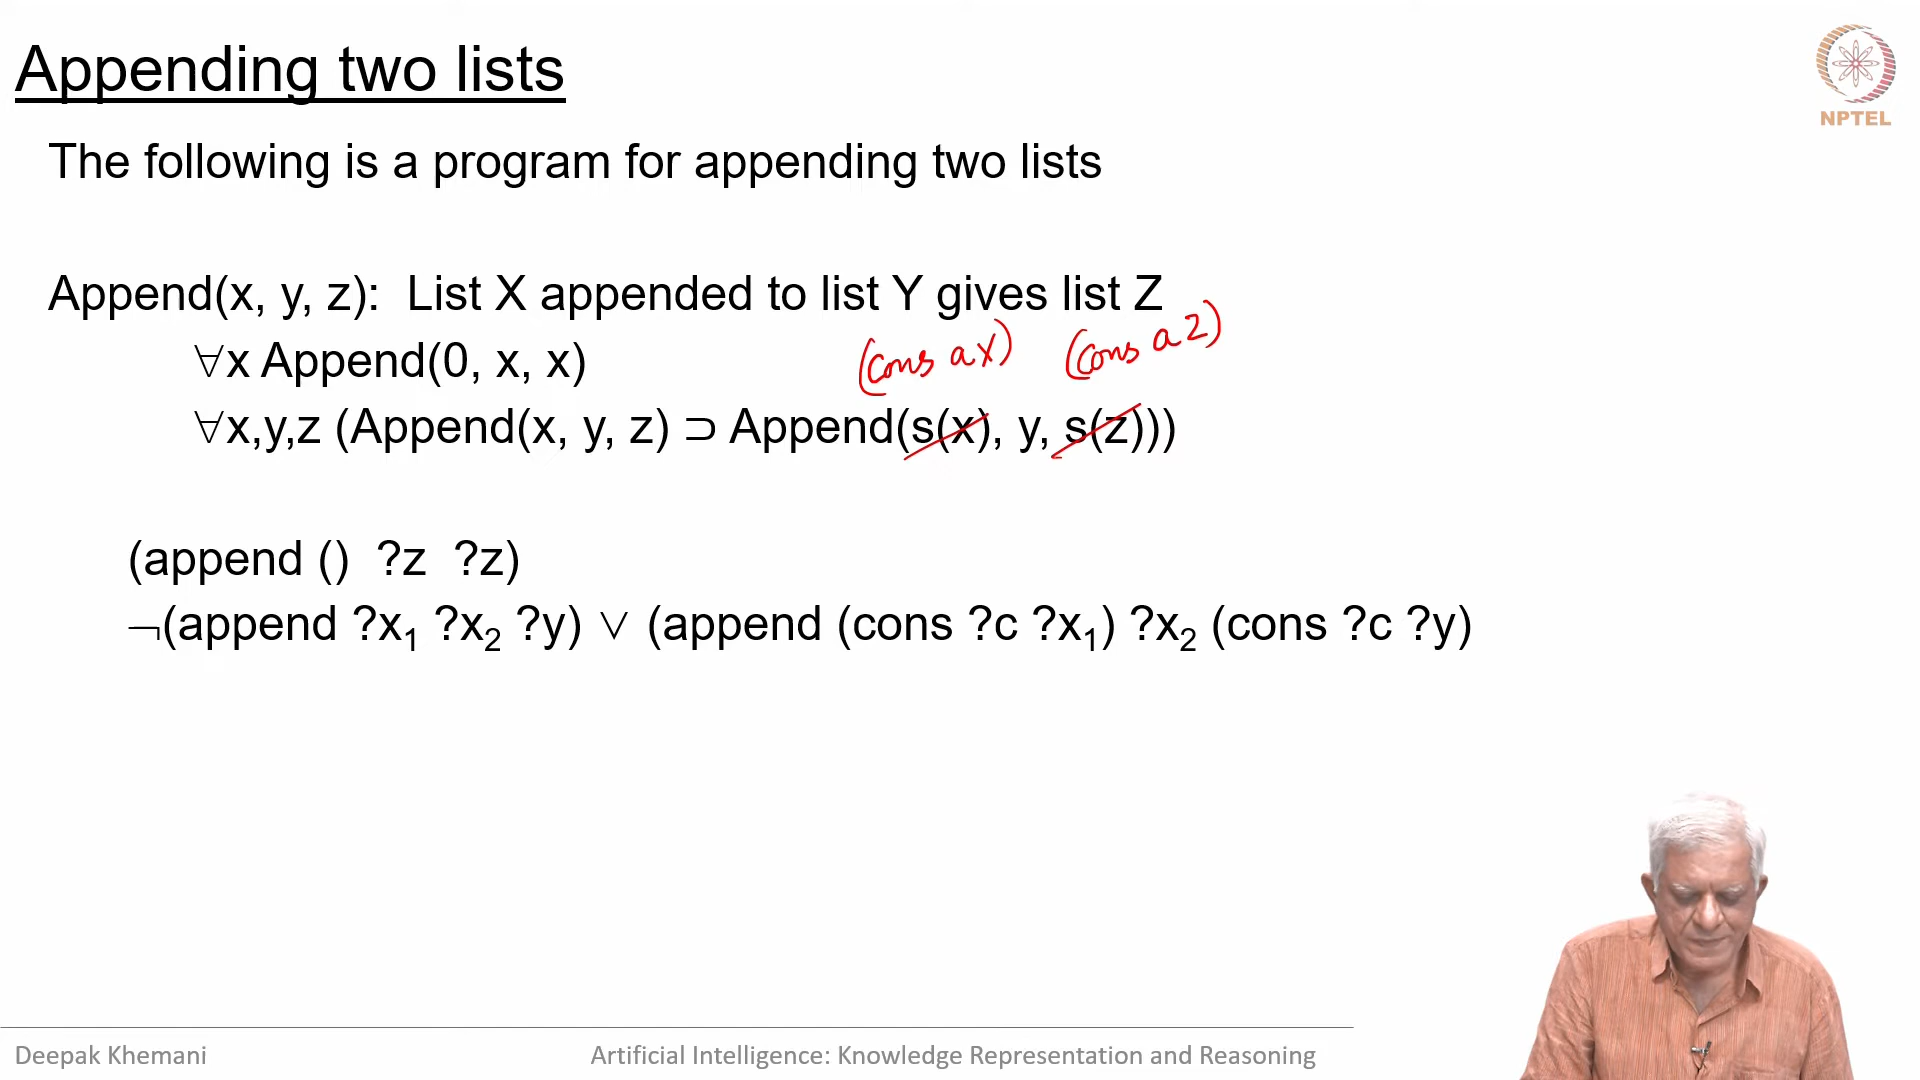 Appending two lists
NPTEL
The following is a program for appending two lists
Append(x, y, z): List X appended to list Y gives list Z
∀x Append(0, x, x)
(cons a x) (cons a z)
∀x,y,z (Append(x, y, z) ⊃ Append(s(x), y, s(z)))
(append () ?z ?z)
¬(append ?x₁ ?x₂ ?y) ∨ (append (cons ?c ?x₁) ?x₂ (cons ?c ?y)
Deepak Khemani
Artificial Intelligence: Knowledge Representation and Reasoning